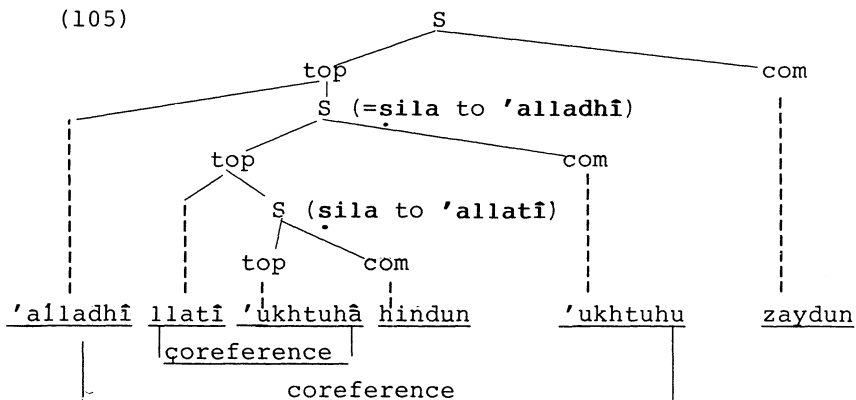 (105)
S
top com
S (=ṣila to 'alladhî)
top com
S (ṣila to 'allatî)
top com
'alladhî llatî 'ukhtuhâ hindun 'ukhtuhu zaydun
coreference
coreference